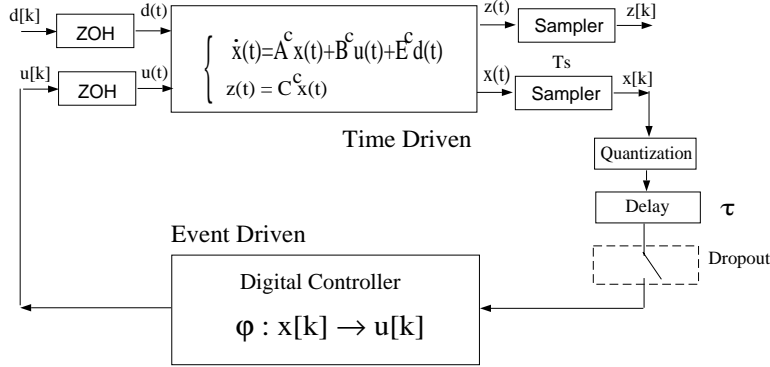 d[k]
ZOH
d(t)
ẋ(t)=A^c x(t)+B^c u(t)+E^c d(t)
z(t) = C^c x(t)
z(t)
Sampler
z[k]
u[k]
ZOH
u(t)
x(t)
Ts
Sampler
x[k]
Time Driven
Quantization
Delay
τ
Dropout
Event Driven
Digital Controller
φ : x[k] → u[k]